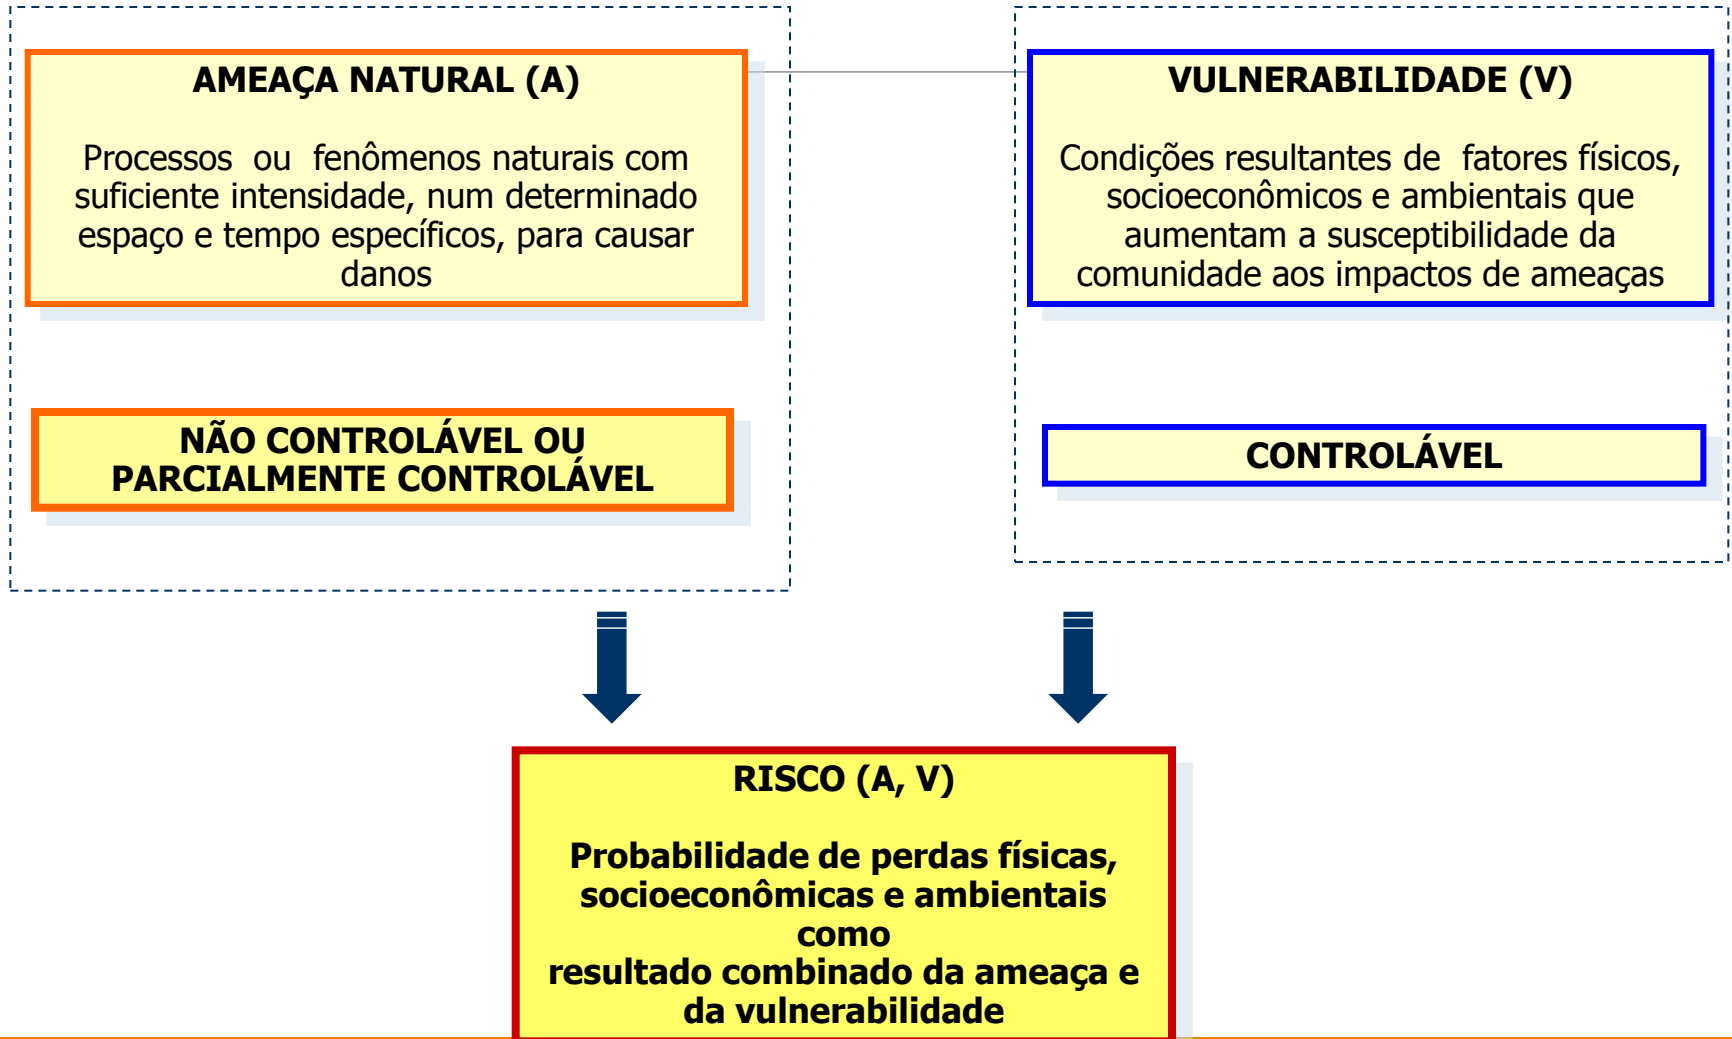 AMEAÇA NATURAL (A)
Processos ou fenômenos naturais com
suficiente intensidade, num determinado
espaço e tempo específicos, para causar
danos
NÃO CONTROLÁVEL OU
PARCIALMENTE CONTROLÁVEL
VULNERABILIDADE (V)
Condições resultantes de fatores físicos,
socioeconômicos e ambientais que
aumentam a susceptibilidade da
comunidade aos impactos de ameaças
CONTROLÁVEL
RISCO (A, V)
Probabilidade de perdas físicas,
socioeconômicas e ambientais
como
resultado combinado da ameaça e
da vulnerabilidade